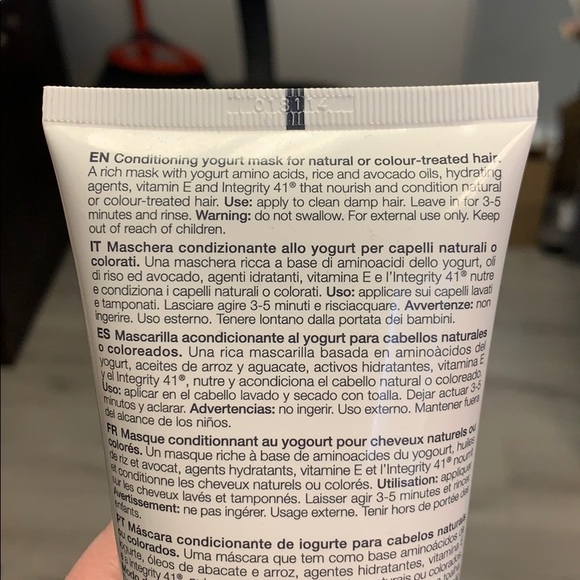 018114
EN Conditioning yogurt mask for natural or colour-treated hair.
A rich mask with yogurt amino acids, rice and avocado oils, hydrating
agents, vitamin E and Integrity 41® that nourish and condition natural
or colour-treated hair. Use: apply to clean damp hair. Leave in for 3-5
minutes and rinse. Warning: do not swallow. For external use only. Keep
out of reach of children.
IT Maschera condizionante allo yogurt per capelli naturali o
colorati. Una maschera ricca a base di aminoacidi dello yogurt, oli
di riso ed avocado, agenti idratanti, vitamina E e l'Integrity 41® nutre
e condiziona i capelli naturali o colorati. Uso: applicare sui capelli lavati
e tamponati. Lasciare agire 3-5 minuti e risciacquare. Avvertenze: non
ingerire. Uso esterno. Tenere lontano dalla portata dei bambini.
ES Mascarilla acondicionante al yogurt para cabellos naturales
o coloreados. Una rica mascarilla basada en aminoàcidos del
yogurt, aceites de arroz y aguacate, activos hidratantes, vitamina E
y el Integrity 41®, nutre y acondiciona el cabello natural o coloreado.
Uso: aplicar en el cabello lavado y secado con toalla. Dejar actuar 3-5
minutos y aclarar. Advertencias: no ingerir. Uso externo. Mantener fuera
del alcance de los niños.
FR Masque conditionnant au yogourt pour cheveux naturels ou
colorés. Un masque riche à base de aminoacides du yogourt, huiles
de riz et avocat, agents hydratants, vitamine E et l'Integrity 41® nourrit
et conditionne les cheveux naturels ou colorés. Utilisation: applique
sur les cheveux lavés et tamponnés. Laisser agir 3-5 minutes et rincer
Avertissement: ne pas ingérer. Usage externe. Tenir hors de portée des
enfants.
PT Máscara condicionante de iogurte para cabelos naturais
ou colorados. Uma máscara que tem como base aminoácidos
iogurte, óleos de abacate e arroz, agentes hidratantes, vitamina
Integrity 41® naturais ou colorados